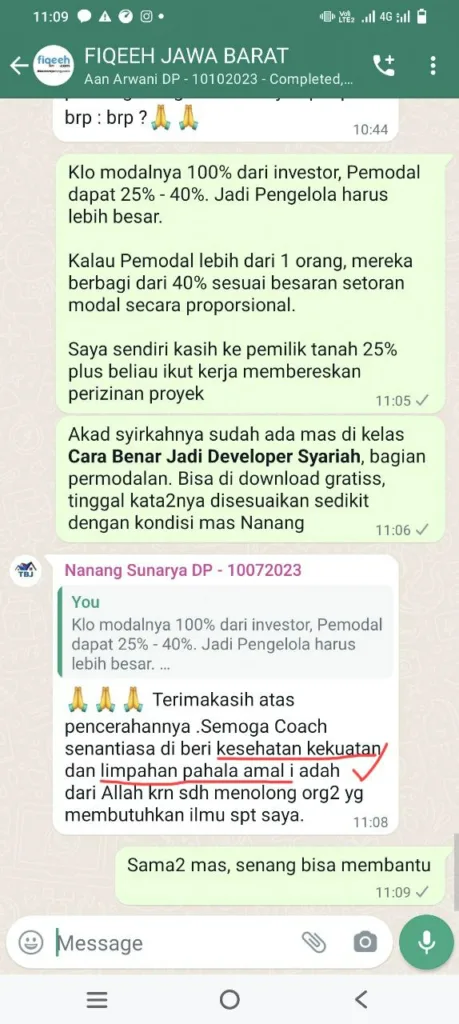 11:09
VoI
LTE2
4G
fiqeeh
FIQEEH JAWA BARAT
Aan Arwani DP - 10102023 - Completed,...
brp : brp ?🙏🙏
10:44
Klo modalnya 100% dari investor, Pemodal
dapat 25% - 40%. Jadi Pengelola harus
lebih besar.
Kalau Pemodal lebih dari 1 orang, mereka
berbagi dari 40% sesuai besaran setoran
modal secara proporsional.
Saya sendiri kasih ke pemilik tanah 25%
plus beliau ikut kerja membereskan
perizinan proyek
11:05
Akad syirkahnya sudah ada mas di kelas
Cara Benar Jadi Developer Syariah, bagian
permodalan. Bisa di download gratiss,
tinggal kata2nya disesuaikan sedikit
dengan kondisi mas Nanang
11:06
TBJ
Nanang Sunarya DP - 10072023
You
Klo modalnya 100% dari investor, Pemodal
dapat 25% - 40%. Jadi Pengelola harus
lebih besar. ...
🙏🙏🙏 Terimakasih atas
pencerahannya .Semoga Coach
senantiasa di beri kesehatan kekuatan
dan limpahan pahala amal i adah
dari Allah krn sdh menolong org2 yg
membutuhkan ilmu spt saya.
11:08
Sama2 mas, senang bisa membantu
11:09
Message